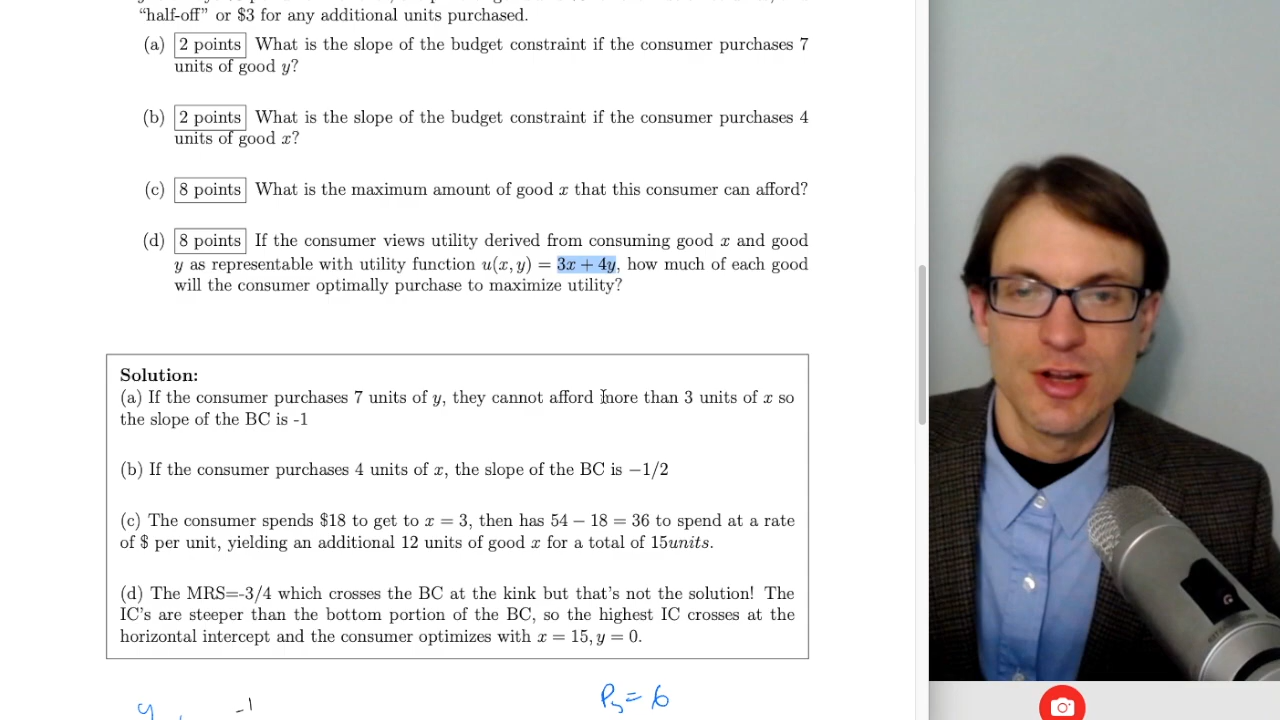 “half-off” or $3 for any additional units purchased.
(a) 2 points What is the slope of the budget constraint if the consumer purchases 7
units of good y?
(b) 2 points What is the slope of the budget constraint if the consumer purchases 4
units of good x?
(c) 8 points What is the maximum amount of good x that this consumer can afford?
(d) 8 points If the consumer views utility derived from consuming good x and good
y as representable with utility function u(x, y) = 3x + 4y, how much of each good
will the consumer optimally purchase to maximize utility?
Solution:
(a) If the consumer purchases 7 units of y, they cannot afford more than 3 units of x so
the slope of the BC is -1
(b) If the consumer purchases 4 units of x, the slope of the BC is −1/2
(c) The consumer spends $18 to get to x = 3, then has 54 − 18 = 36 to spend at a rate
of $ per unit, yielding an additional 12 units of good x for a total of 15units.
(d) The MRS=-3/4 which crosses the BC at the kink but that’s not the solution! The
IC’s are steeper than the bottom portion of the BC, so the highest IC crosses at the
horizontal intercept and the consumer optimizes with x = 15, y = 0.
y -1 = 6